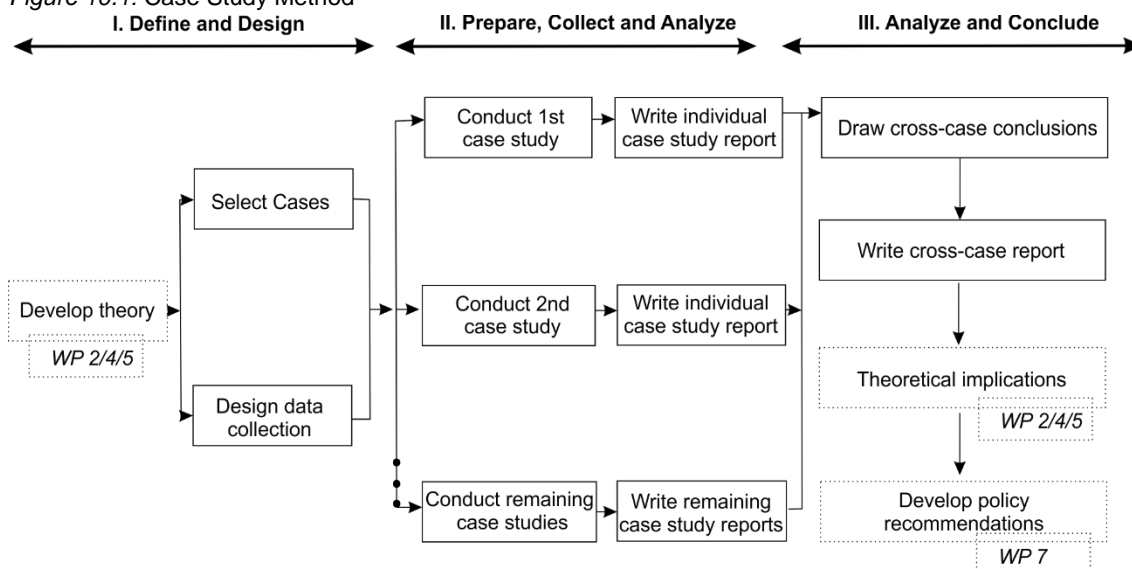 Figure 10.1. Case Study Method
I. Define and Design
II. Prepare, Collect and Analyze
III. Analyze and Conclude
Develop theory
WP 2/4/5
Select Cases
Design data
collection
Conduct 1st
case study
Write individual
case study report
Conduct 2nd
case study
Write individual
case study report
Conduct remaining
case studies
Write remaining
case study reports
Draw cross-case conclusions
Write cross-case report
Theoretical implications
WP 2/4/5
Develop policy
recommendations
WP 7